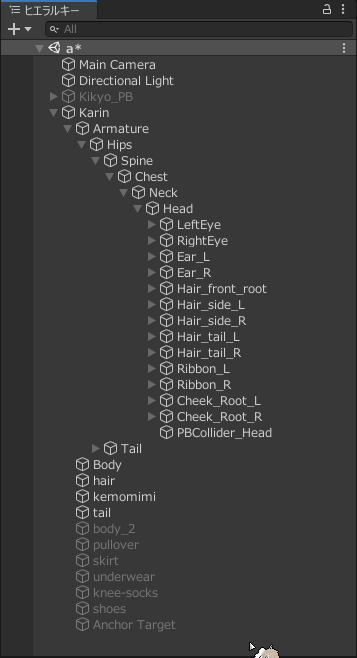 ヒエラルキー
All
a*
Main Camera
Directional Light
Kikyo_PB
Karin
Armature
Hips
Spine
Chest
Neck
Head
LeftEye
RightEye
Ear_L
Ear_R
Hair_front_root
Hair_side_L
Hair_side_R
Hair_tail_L
Hair_tail_R
Ribbon_L
Ribbon_R
Cheek_Root_L
Cheek_Root_R
PBCollider_Head
Tail
Body
hair
kemomimi
tail
body_2
pullover
skirt
underwear
knee-socks
shoes
Anchor Target